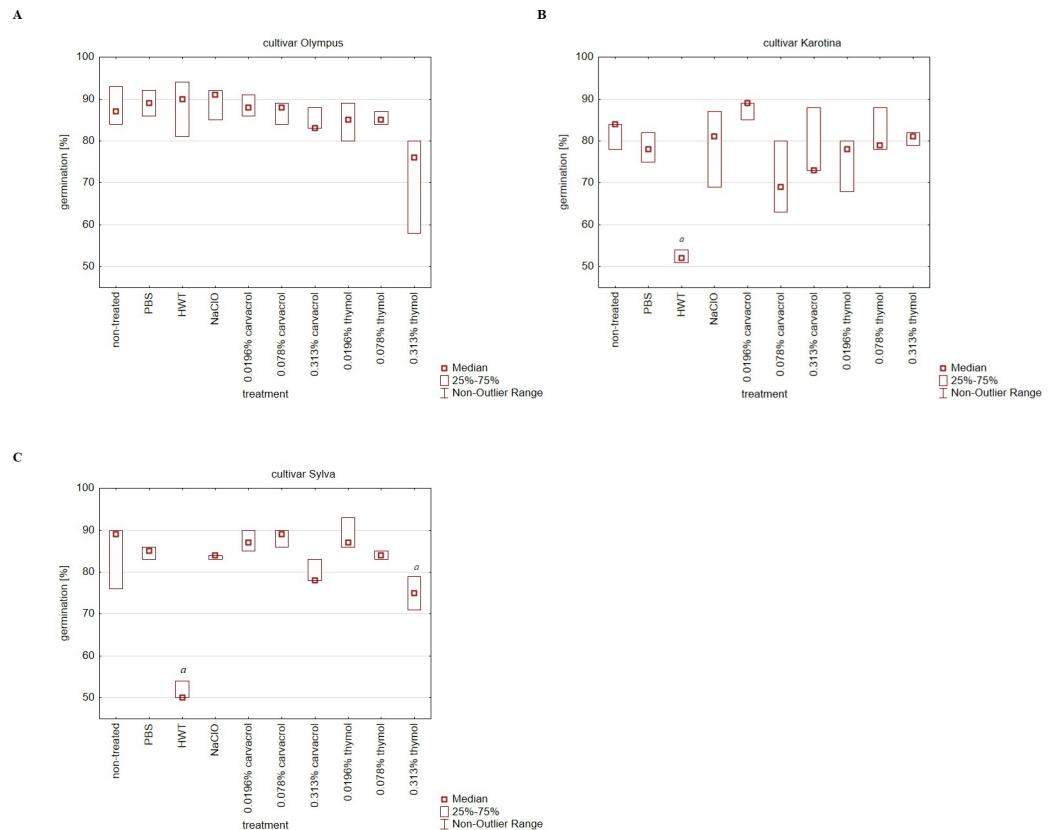 A
cultivar Olympus
100
90
80
70
60
50
germination [%]
non-treated
PBS
HWT
NaClO
0.0196% carvacrol
0.078% carvacrol
0.313% carvacrol
0.0196% thymol
0.078% thymol
0.313% thymol
treatment
Median
25%-75%
Non-Outlier Range
B
cultivar Karotina
100
90
80
70
60
50
germination [%]
a
non-treated
PBS
HWT
NaClO
0.0196% carvacrol
0.078% carvacrol
0.313% carvacrol
0.0196% thymol
0.078% thymol
0.313% thymol
treatment
Median
25%-75%
Non-Outlier Range
C
cultivar Sylva
100
90
80
70
60
50
germination [%]
a
a
non-treated
PBS
HWT
NaClO
0.0196% carvacrol
0.078% carvacrol
0.313% carvacrol
0.0196% thymol
0.078% thymol
0.313% thymol
treatment
Median
25%-75%
Non-Outlier Range